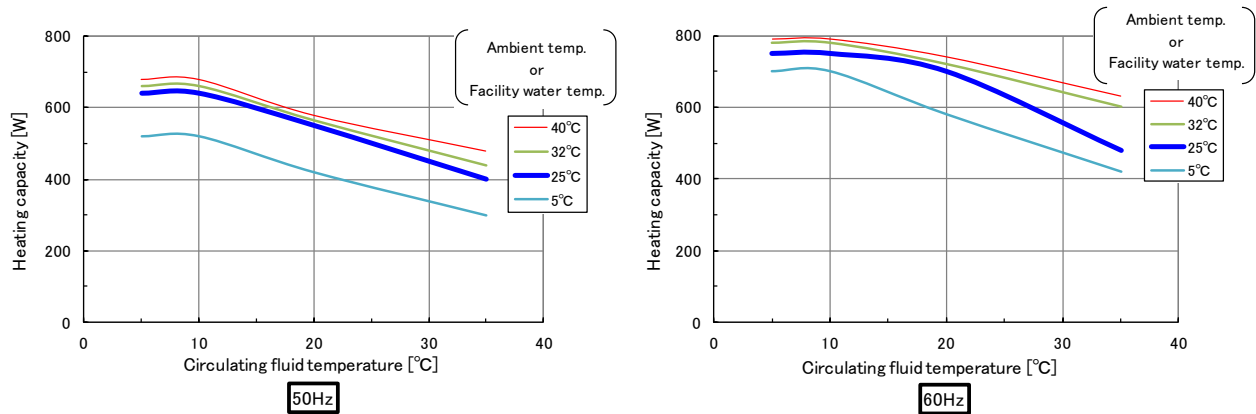 Heating capacity [W]
800
600
400
200
0
0 10 20 30 40
Circulating fluid temperature [℃]
50Hz
Ambient temp.
or
Facility water temp.
40℃
32℃
25℃
5℃
Heating capacity [W]
800
600
400
200
0
0 10 20 30 40
Circulating fluid temperature [℃]
60Hz
Ambient temp.
or
Facility water temp.
40℃
32℃
25℃
5℃